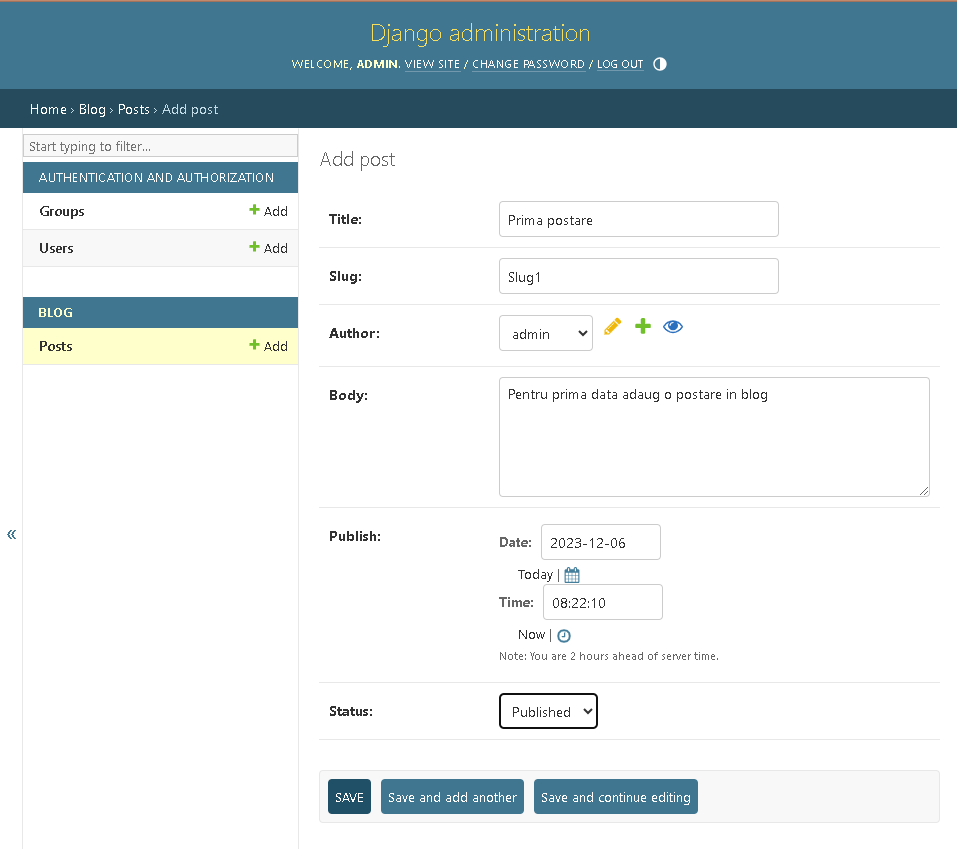 Django administration
WELCOME, ADMIN. VIEW SITE / CHANGE PASSWORD / LOG OUT
Home › Blog › Posts › Add post
Start typing to filter...
AUTHENTICATION AND AUTHORIZATION
Groups Add
Users Add
BLOG
Posts Add
«
Add post
Title: Prima postare
Slug: Slug1
Author: admin
Body: Pentru prima data adaug o postare in blog
Publish: Date: 2023-12-06
Today |
Time: 08:22:10
Now |
Note: You are 2 hours ahead of server time.
Status: Published
SAVE Save and add another Save and continue editing